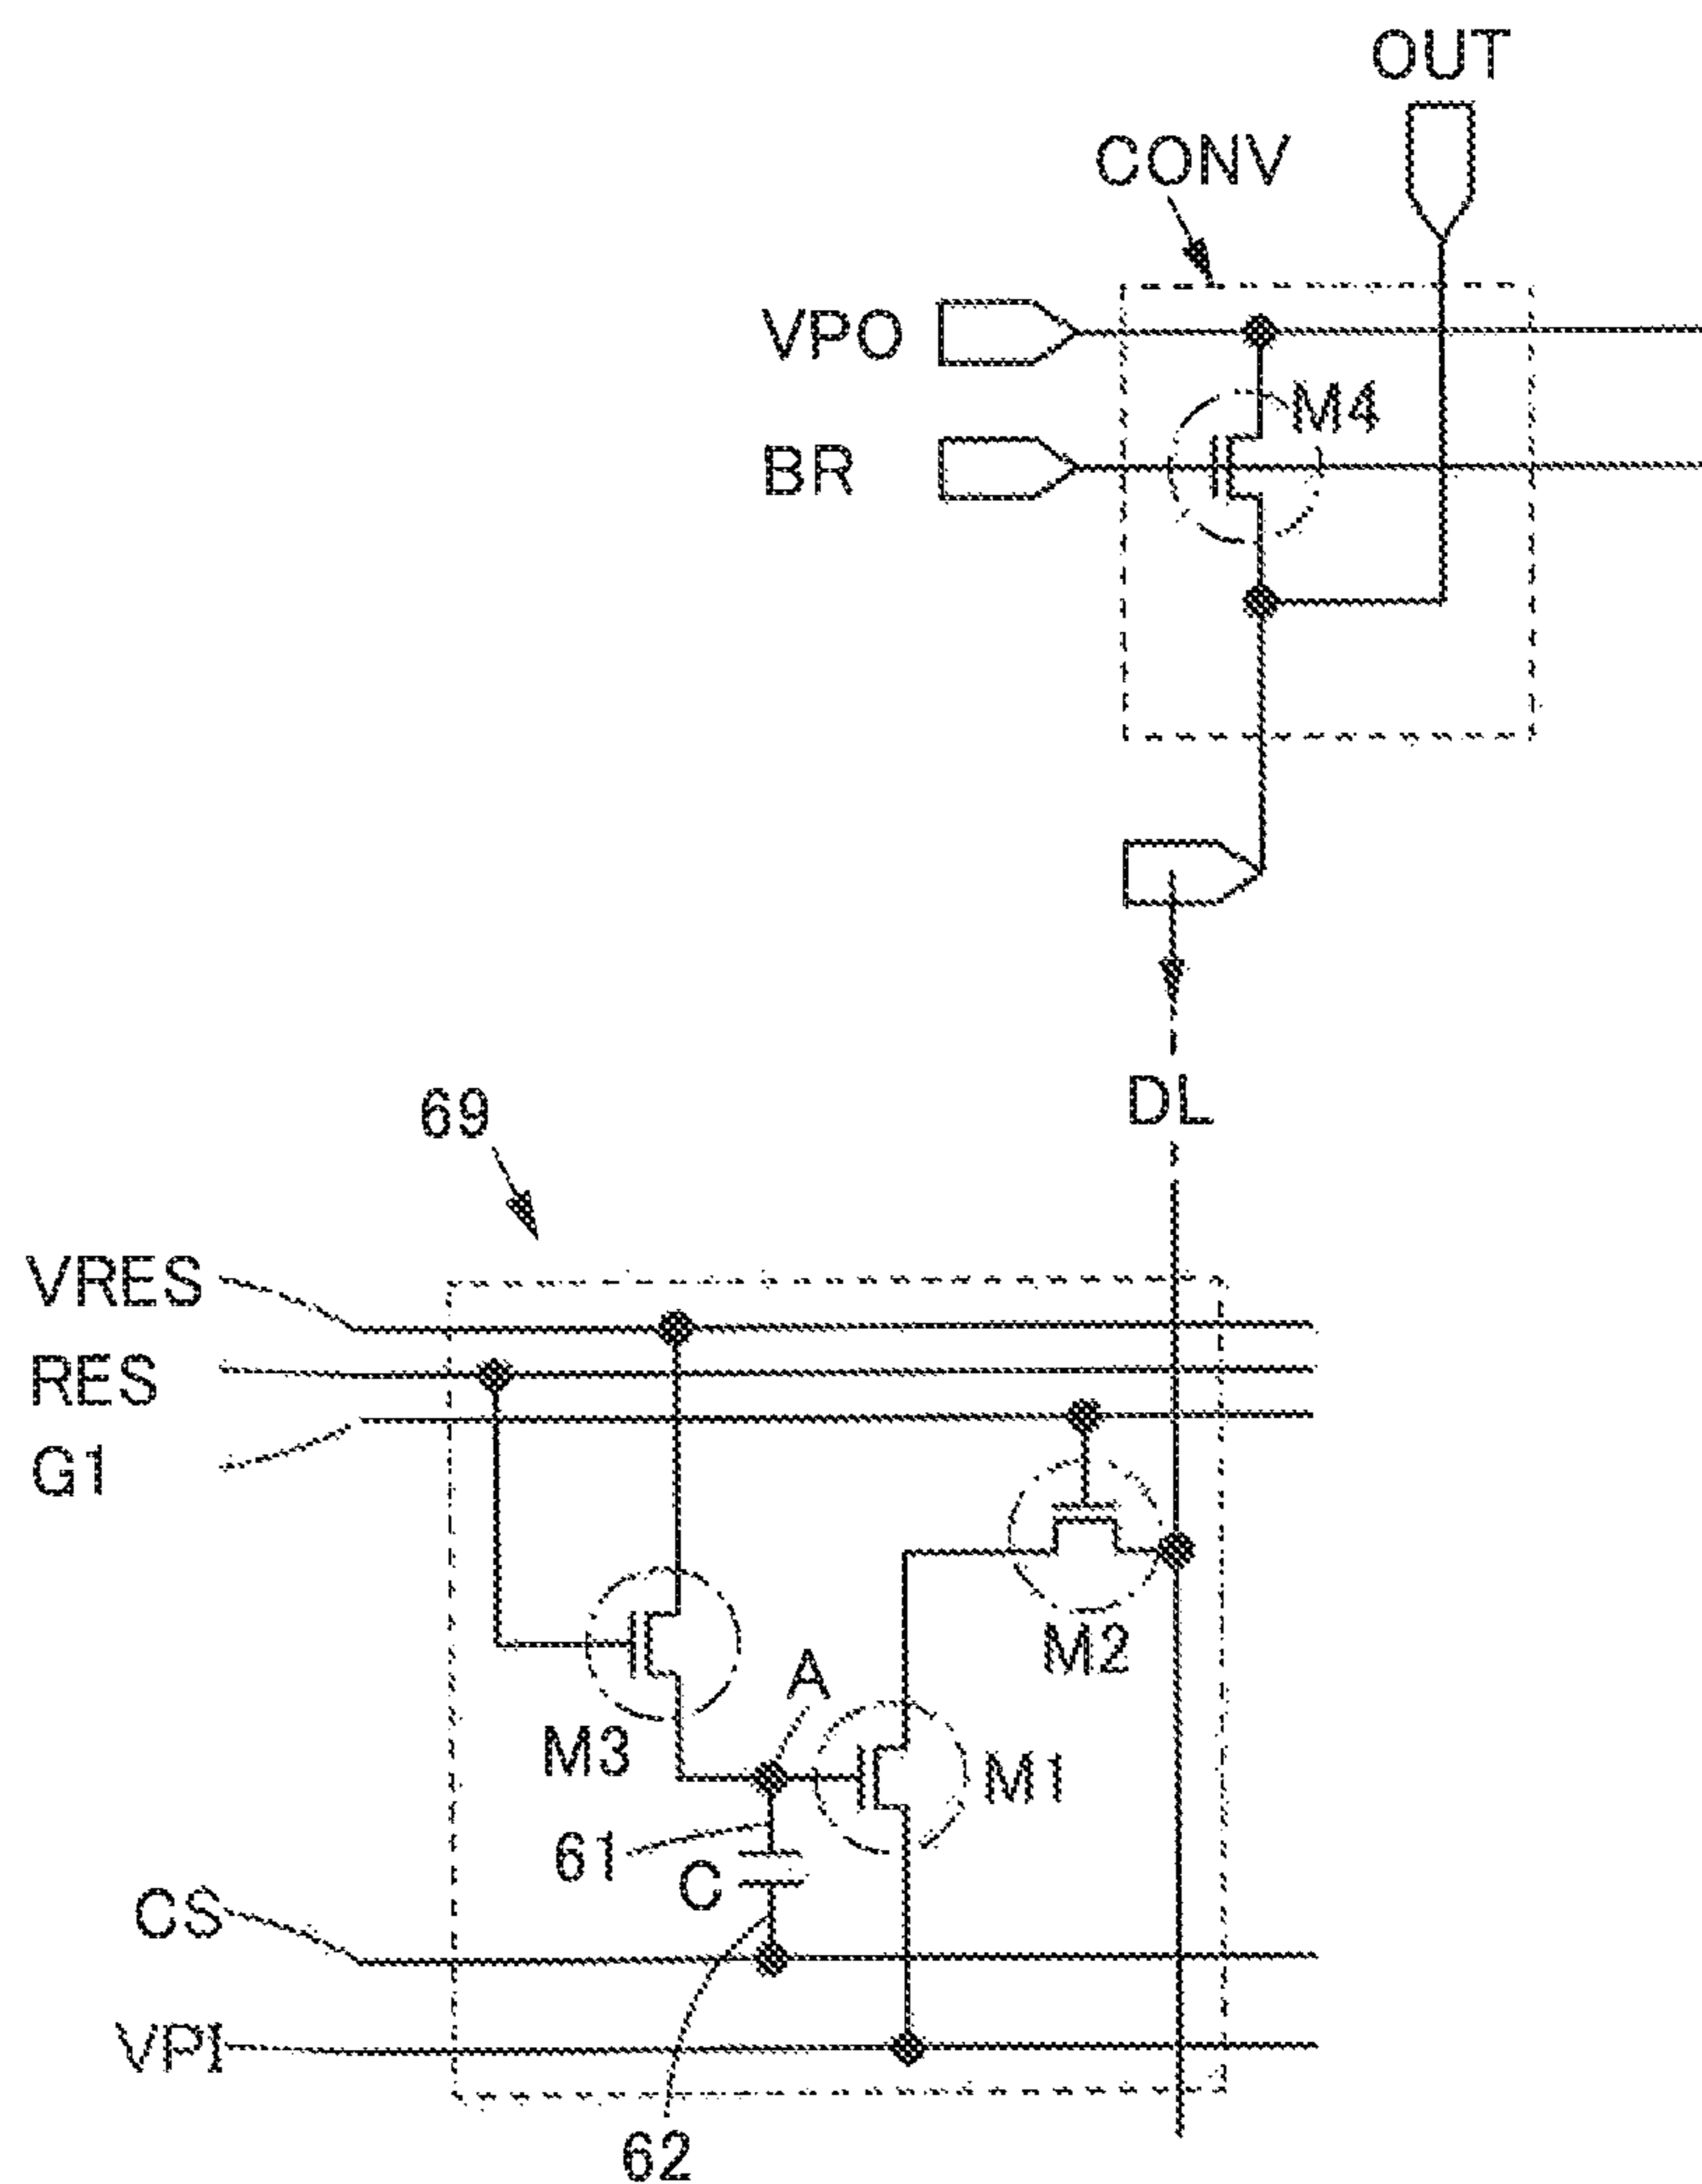 OUT
CONV
VPO
M4
BR
DL
69
VRES
RES
G1
M2
A
M3
M1
61
C
CS
VPI
62